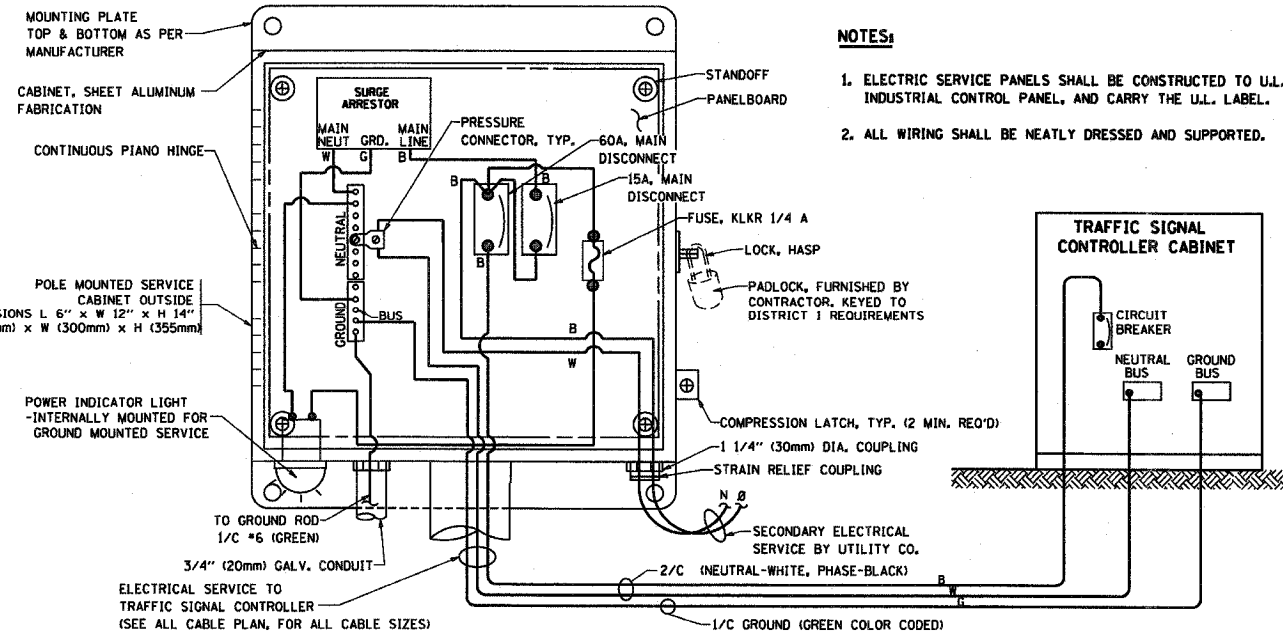 MOUNTING PLATE
TOP & BOTTOM AS PER
MANUFACTURER
CABINET, SHEET ALUMINUM
FABRICATION
CONTINUOUS PIANO HINGE
POLE MOUNTED SERVICE
CABINET OUTSIDE
SIONS L 6" x W 12" x H 14"
m) x W (300mm) x H (355mm)
POWER INDICATOR LIGHT
-INTERNALLY MOUNTED FOR
GROUND MOUNTED SERVICE
SURGE
ARRESTOR
MAIN
NEUT
GRD.
MAIN
LINE
W
G
B
PRESSURE
CONNECTOR, TYP.
60A, MAIN
DISCONNECT
15A, MAIN
DISCONNECT
B
B
B
NEUTRAL
GROUND
BUS
B
W
STANDOFF
PANELBOARD
FUSE, KLKR 1/4 A
LOCK, HASP
PADLOCK, FURNISHED BY
CONTRACTOR. KEYED TO
DISTRICT 1 REQUIREMENTS
COMPRESSION LATCH, TYP. (2 MIN. REQ'D)
1 1/4" (30mm) DIA. COUPLING
STRAIN RELIEF COUPLING
N Ø
SECONDARY ELECTRICAL
SERVICE BY UTILITY CO.
TO GROUND ROD
1/C #6 (GREEN)
3/4" (20mm) GALV. CONDUIT
ELECTRICAL SERVICE TO
TRAFFIC SIGNAL CONTROLLER
(SEE ALL CABLE PLAN, FOR ALL CABLE SIZES)
2/C (NEUTRAL-WHITE, PHASE-BLACK)
B
W
G
1/C GROUND (GREEN COLOR CODED)
NOTES:
1. ELECTRIC SERVICE PANELS SHALL BE CONSTRUCTED TO U.L.
INDUSTRIAL CONTROL PANEL, AND CARRY THE U.L. LABEL.
2. ALL WIRING SHALL BE NEATLY DRESSED AND SUPPORTED.
TRAFFIC SIGNAL
CONTROLLER CABINET
CIRCUIT
BREAKER
NEUTRAL
BUS
GROUND
BUS